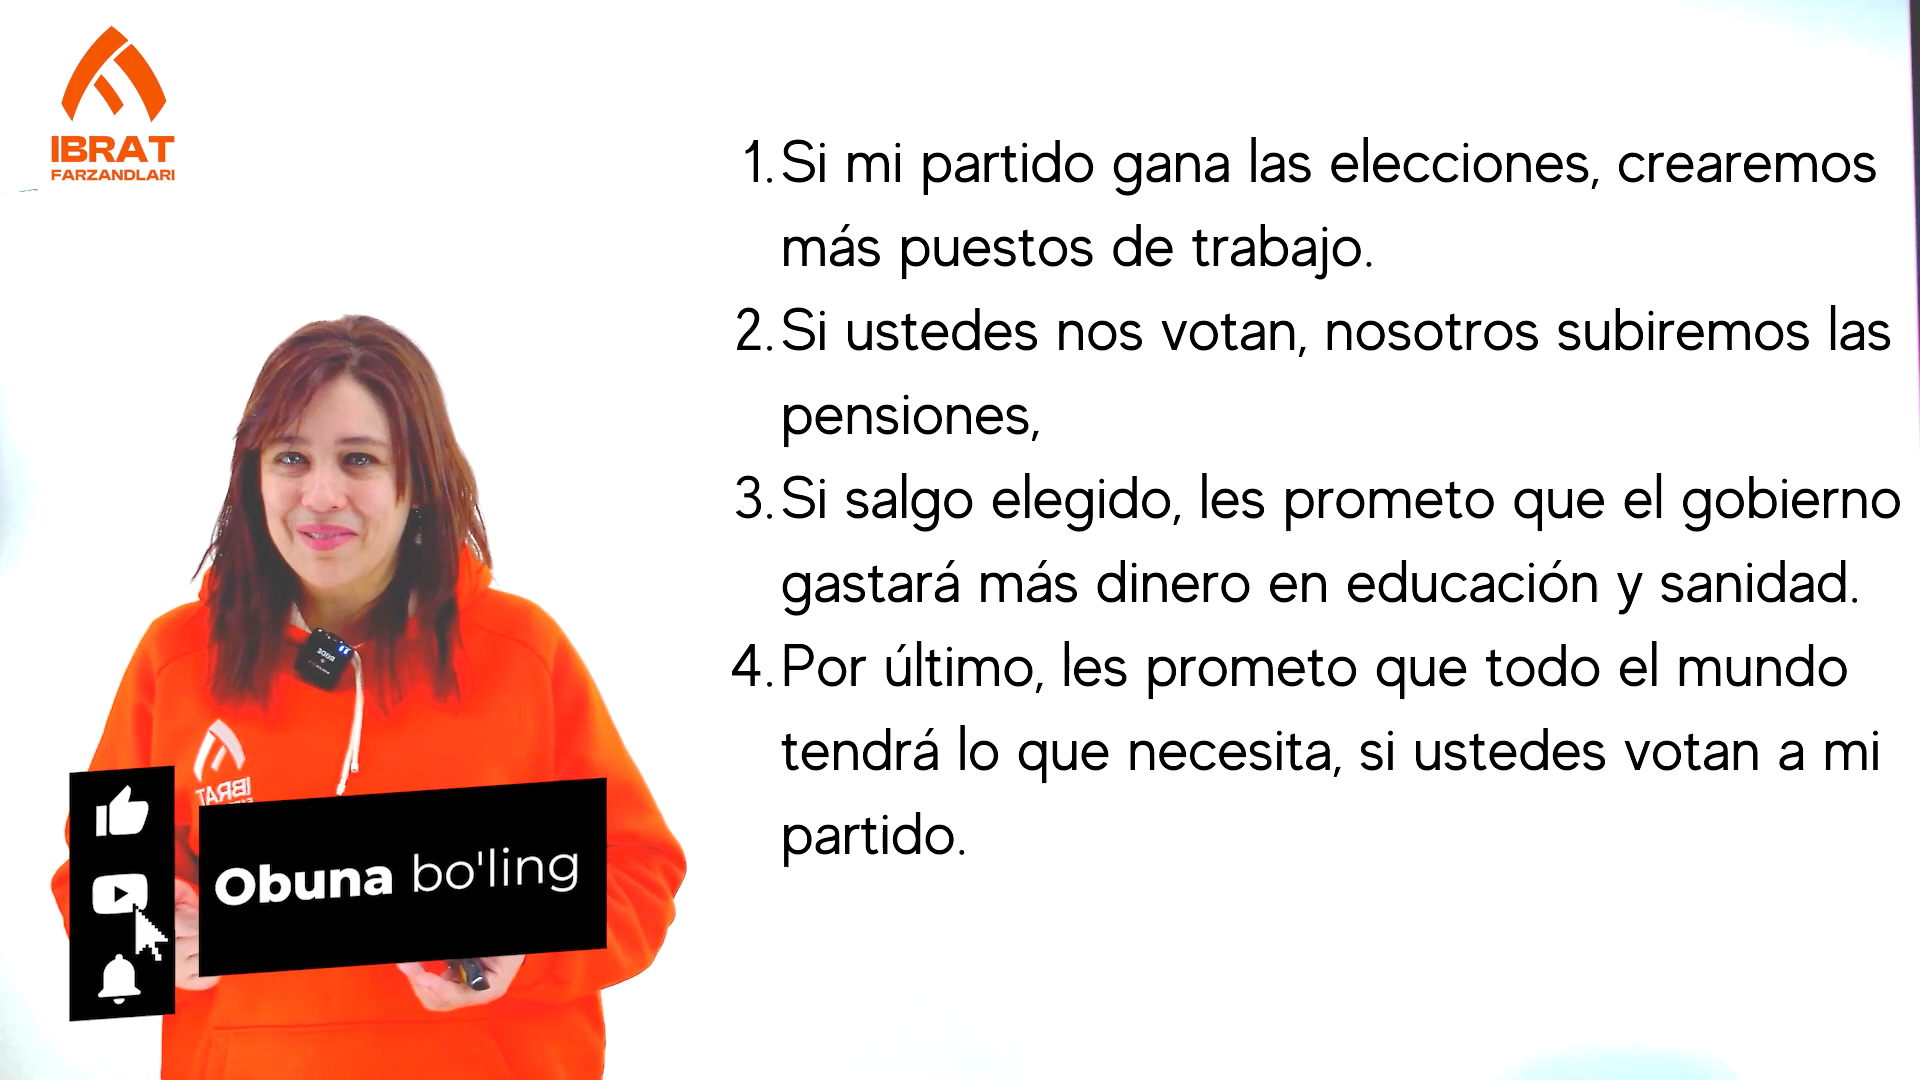 IBRAT
FARZANDLARI
1. Si mi partido gana las elecciones, crearemos
más puestos de trabajo.
2. Si ustedes nos votan, nosotros subiremos las
pensiones,
3. Si salgo elegido, les prometo que el gobierno
gastará más dinero en educación y sanidad.
4. Por último, les prometo que todo el mundo
tendrá lo que necesita, si ustedes votan a mi
partido.
IBRAT
Obuna bo'ling